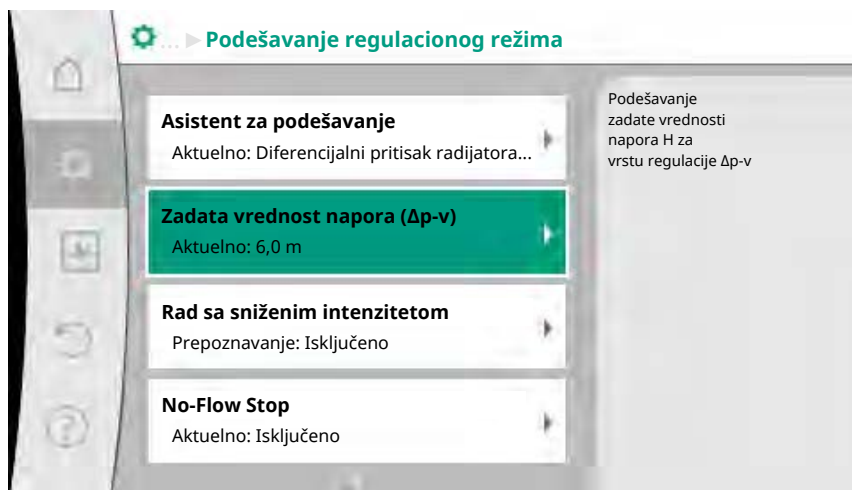 ... ▶ Podešavanje regulacionog režima
Asistent za podešavanje
Aktuelno: Diferencijalni pritisak radijatora...
Zadata vrednost napora (Δp-v)
Aktuelno: 6,0 m
Rad sa sniženim intenzitetom
Prepoznavanje: Isključeno
No-Flow Stop
Aktuelno: Isključeno
Podešavanje
zadate vrednosti
napora H za
vrstu regulacije Δp-v